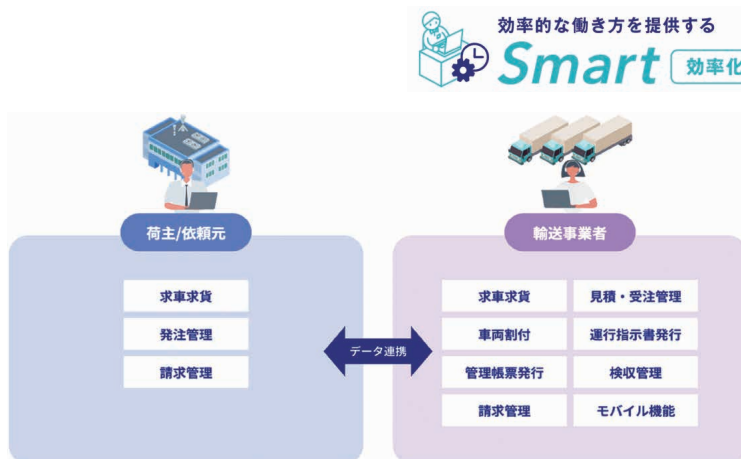 効率的な働き方を提供する
Smart 効率化
荷主/依頼元
求車求貨
発注管理
請求管理
データ連携
輸送事業者
求車求貨 見積・受注管理
車両割付 運行指示書発行
管理帳票発行 検収管理
請求管理 モバイル機能